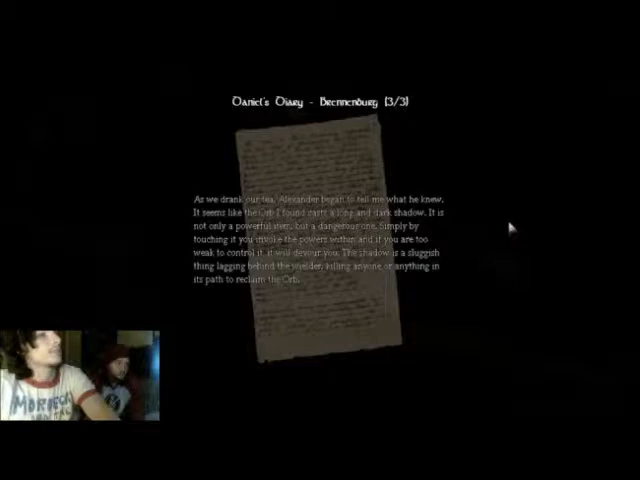 Daniel's Diary - Brennenburg (3/3)
As we drank our tea, Alexander began to tell me what he knew.
It seems like the Orb I found casts a long and dark shadow. It is
not only a powerful item, but a dangerous one. Simply by
touching it you invoke the powers within and if you are too
weak to control it, it will devour you. The shadow is a sluggish
thing lagging behind the wielder, killing anyone or anything in
its path to reclaim the Orb.